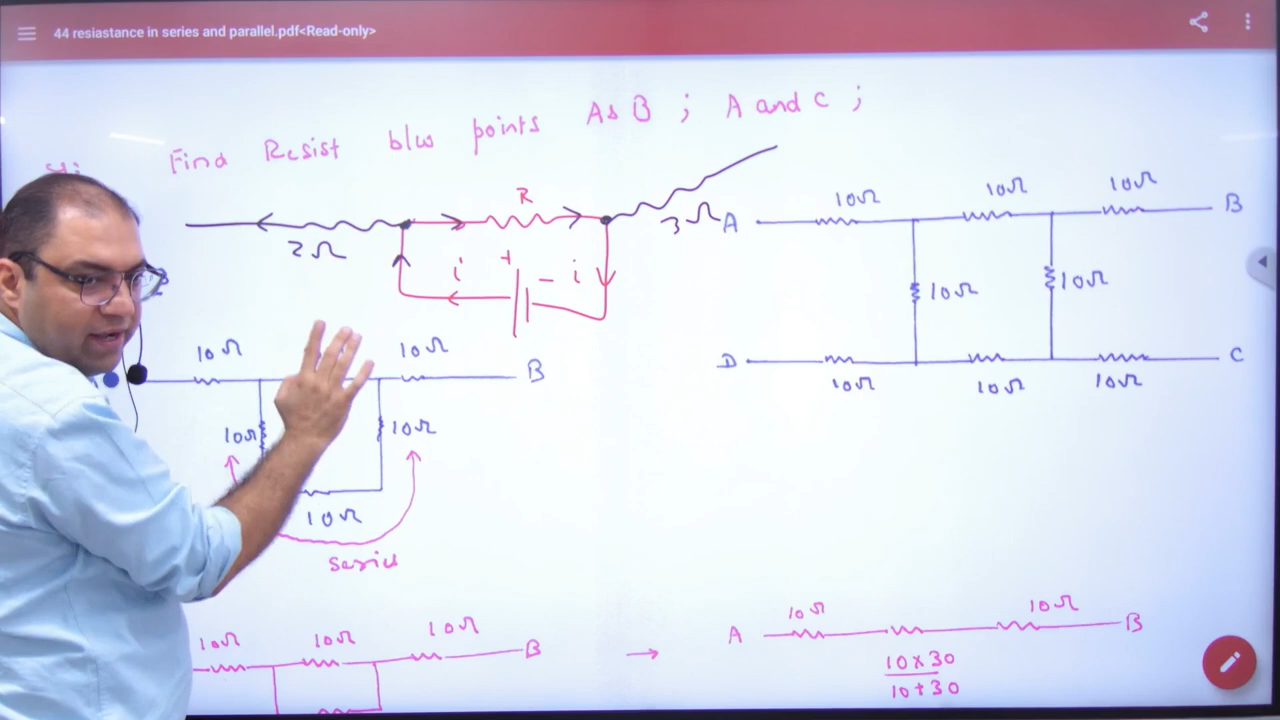 44 resiastance in series and parallel.pdf<Read-only>
Find Resist b/w points A&B ; A and C ;
R
2Ω
3Ω
i + - i
A 10Ω 10Ω 10Ω B
10Ω 10Ω
D 10Ω 10Ω 10Ω C
10Ω 10Ω B
10Ω 10Ω
10Ω
Series
10Ω 10Ω 10Ω B
→
A 10Ω 10Ω B
10×30
10+30